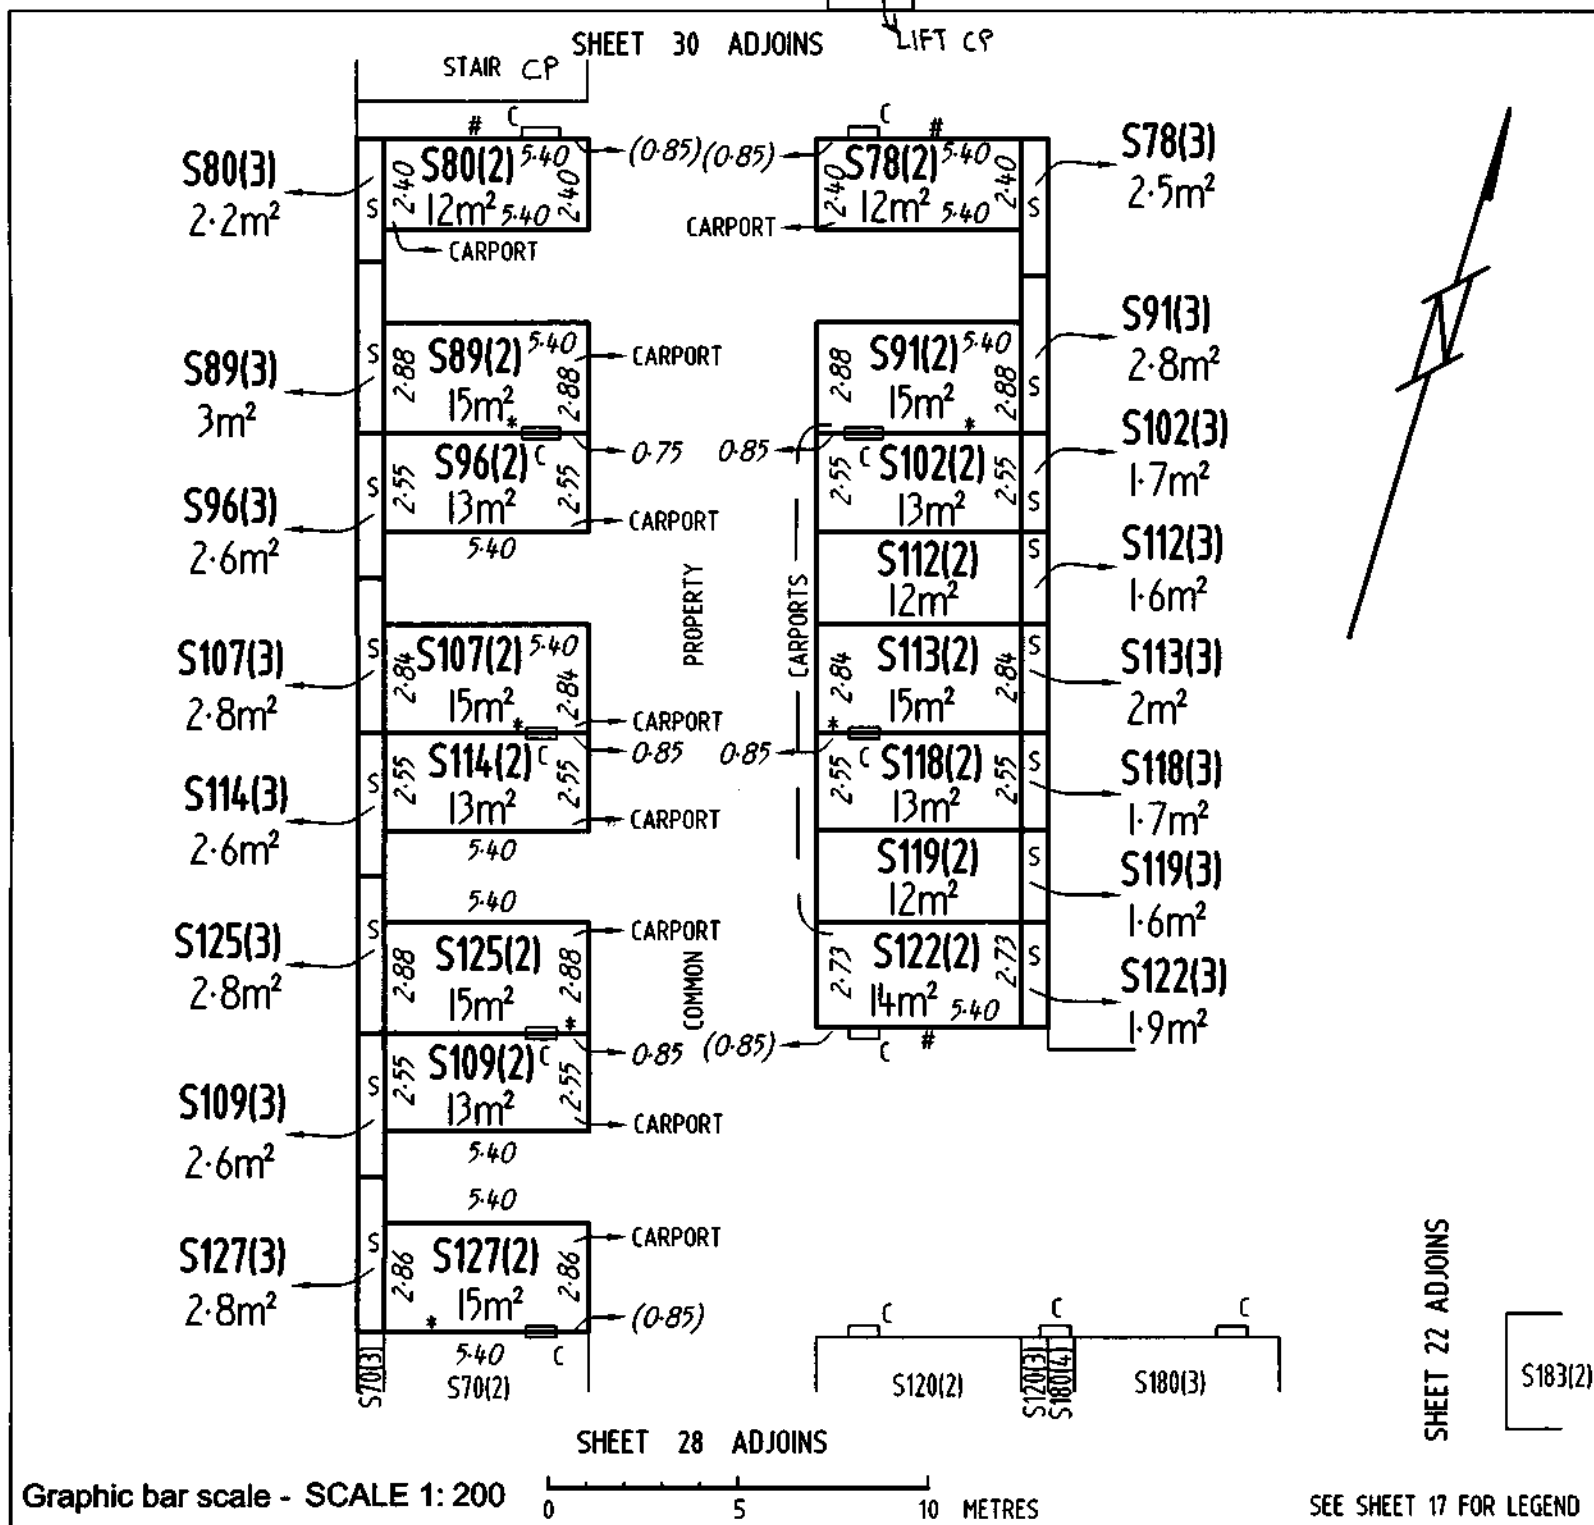 LIFT CP
SHEET 30 ADJOINS
STAIR CP
C
#
C
#
S80(3)
2.2m²
S
2.40
S80(2)
12m²
5.40
5.40
2.40
(0.85)
CARPORT
(0.85)
S78(2)
12m²
5.40
5.40
2.40
2.40
CARPORT
S
S78(3)
2.5m²
S89(3)
3m²
S
2.88
S89(2)
15m²
5.40
2.88
*
CARPORT
C
0.75
S91(2)
15m²
5.40
2.88
2.88
*
S
S91(3)
2.8m²
0.85
C
S96(3)
2.6m²
S
2.55
S96(2)
13m²
2.55
5.40
CARPORT
S102(2)
13m²
2.55
2.55
S
S102(3)
1.7m²
S112(2)
12m²
S
S112(3)
1.6m²
PROPERTY
CARPORTS
S107(3)
2.8m²
S
2.84
S107(2)
15m²
5.40
2.84
*
CARPORT
C
0.85
S113(2)
15m²
2.84
2.84
*
S
S113(3)
2m²
0.85
C
S114(3)
2.6m²
S
2.55
S114(2)
13m²
2.55
5.40
CARPORT
S118(2)
13m²
2.55
2.55
S
S118(3)
1.7m²
S119(2)
12m²
S
S119(3)
1.6m²
S125(3)
2.8m²
S
5.40
2.88
S125(2)
15m²
2.88
*
CARPORT
C
0.85
COMMON
S122(2)
14m²
2.73
2.73
5.40
S
S122(3)
1.9m²
(0.85)
C
#
S109(3)
2.6m²
S
2.55
S109(2)
13m²
2.55
5.40
CARPORT
S127(3)
2.8m²
S
5.40
2.86
S127(2)
15m²
2.86
*
CARPORT
(0.85)
5.40
C
S70(3)
S70(2)
C
C
C
S120(2)
S120(3)
S180(4)
S180(3)
SHEET 22 ADJOINS
S183(2)
SHEET 28 ADJOINS
Graphic bar scale - SCALE 1: 200
0 5 10 METRES
SEE SHEET 17 FOR LEGEND
N